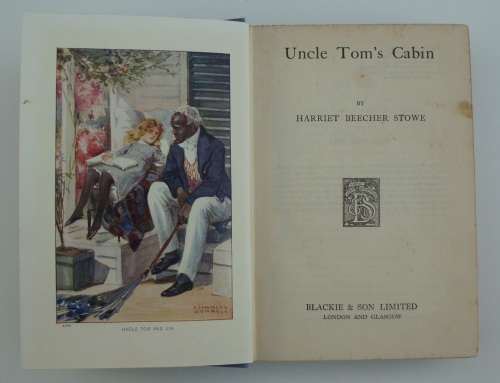 UNCLE TOM AND EVA
Uncle Tom's Cabin
BY
HARRIET BEECHER STOWE
BLACKIE & SON LIMITED
LONDON AND GLASGOW